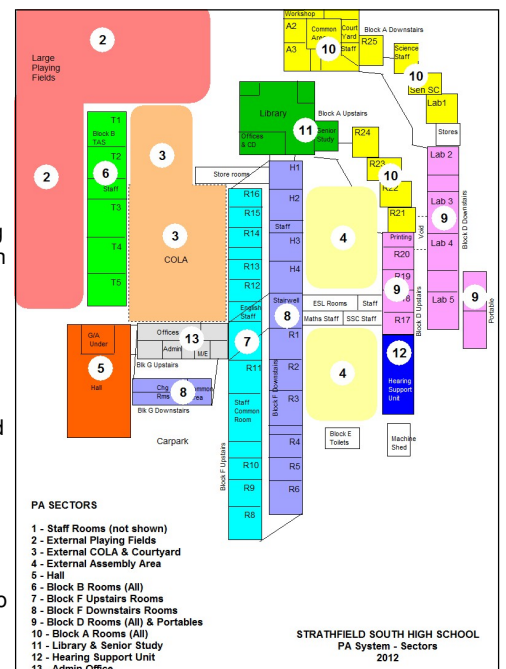 Workshop
A2
Common
Court
Yard
Block A Downstairs
A3
10
Staff
R25
Science
Staff
10
Sen SC
Lab1
Stores
2
Large
Playing
Fields
Library
Block A Upstairs
Offices
& CD
11
Senior
Study
R24
R23
10
R22
R21
Lab 2
Lab 3
9
Lab 4
Lab 5
Block D Downstairs
Void
9
Portable
T1
Block B
TAS
T2
6
Staff
T3
T4
T5
2
3
3
COLA
Store rooms
R16
R15
R14
R13
R12
English
Staff
7
R11
Staff
Common
Room
R10
R9
R8
Block F Upstairs
H1
H2
Staff
H3
H4
Stairwell
8
R1
R2
R3
R4
R5
R6
Block F Downstairs
4
ESL Rooms
Staff
Maths Staff
SSC Staff
4
Printing
R20
R19
9
R17
Block D Upstairs
12
Hearing
Support
Unit
Block E
Toilets
Machine
Shed
G/A
Under
5
Hall
Offices
13
Admin
M/E
Blk G Upstairs
Chg
Rms
8
Blk G Downstairs
Carpark
PA SECTORS
1 - Staff Rooms (not shown)
2 - External Playing Fields
3 - External COLA & Courtyard
4 - External Assembly Area
5 - Hall
6 - Block B Rooms (All)
7 - Block F Upstairs Rooms
8 - Block F Downstairs Rooms
9 - Block D Rooms (All) & Portables
10 - Block A Rooms (All)
11 - Library & Senior Study
12 - Hearing Support Unit
13 - Admin Office
STRATHFIELD SOUTH HIGH SCHOOL
PA System - Sectors
2012